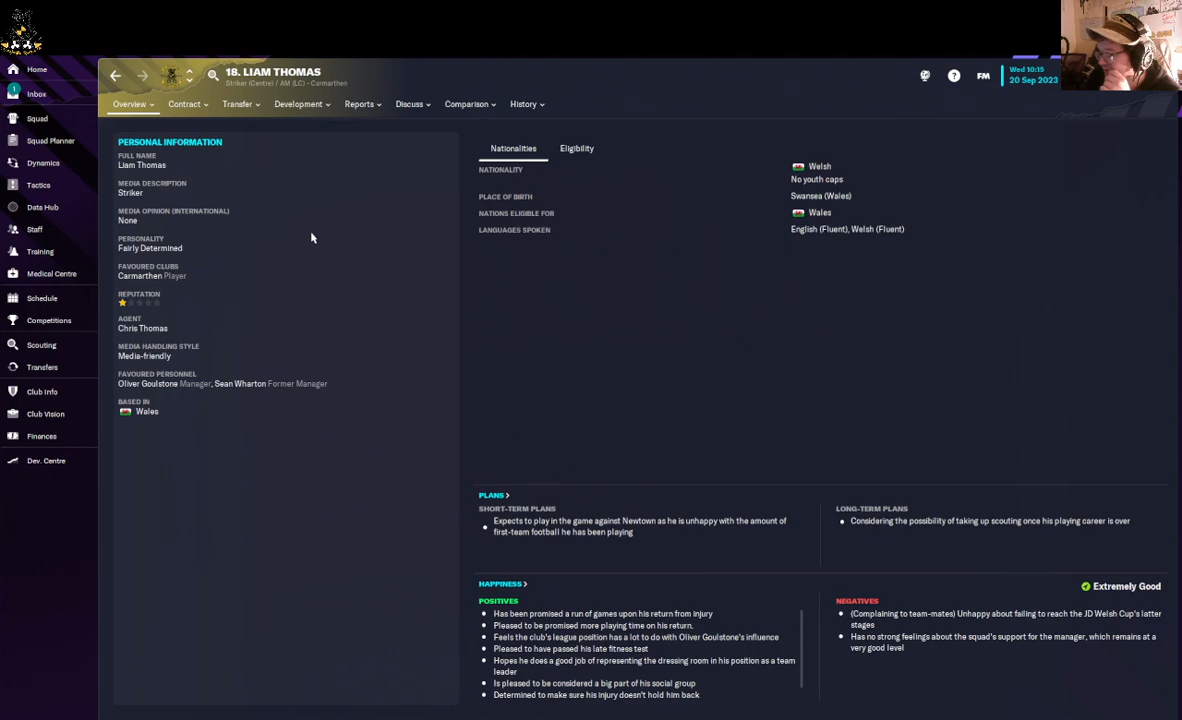 18. LIAM THOMAS
Striker (Centre) / AM (LC) - Carmarthen
FM
Wed 10:15
20 Sep 2023
Home
1
Inbox
Squad
Squad Planner
Dynamics
Tactics
Data Hub
Staff
Training
Medical Centre
Schedule
Competitions
Scouting
Transfers
Club Info
Club Vision
Finances
Dev. Centre
Overview
Contract
Transfer
Development
Reports
Discuss
Comparison
History
PERSONAL INFORMATION
FULL NAME
Liam Thomas
MEDIA DESCRIPTION
Striker
MEDIA OPINION (INTERNATIONAL)
None
PERSONALITY
Fairly Determined
FAVOURED CLUBS
Carmarthen Player
REPUTATION
AGENT
Chris Thomas
MEDIA HANDLING STYLE
Media-friendly
FAVOURED PERSONNEL
Oliver Goulstone Manager, Sean Wharton Former Manager
BASED IN
Wales
Nationalities
Eligibility
NATIONALITY
Welsh
No youth caps
PLACE OF BIRTH
Swansea (Wales)
NATIONS ELIGIBLE FOR
Wales
LANGUAGES SPOKEN
English (Fluent), Welsh (Fluent)
PLANS >
SHORT-TERM PLANS
Expects to play in the game against Newtown as he is unhappy with the amount of
first-team football he has been playing
LONG-TERM PLANS
Considering the possibility of taking up scouting once his playing career is over
HAPPINESS >
Extremely Good
POSITIVES
Has been promised a run of games upon his return from injury
Pleased to be promised more playing time on his return.
Feels the club's league position has a lot to do with Oliver Goulstone's influence
Pleased to have passed his late fitness test
Hopes he does a good job of representing the dressing room in his position as a team
leader
Is pleased to be considered a big part of his social group
Determined to make sure his injury doesn't hold him back
NEGATIVES
(Complaining to team-mates) Unhappy about failing to reach the JD Welsh Cup's latter
stages
Has no strong feelings about the squad's support for the manager, which remains at a
very good level